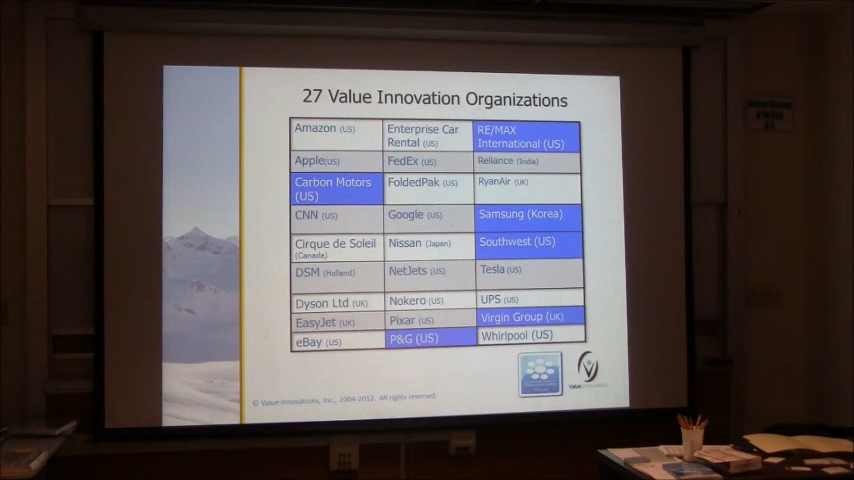 27 Value Innovation Organizations
Amazon (US)
Enterprise Car
Rental (US)
RE/MAX
International (US)
Apple(US)
FedEx (US)
Reliance (India)
Carbon Motors
(US)
FoldedPak (US)
RyanAir (UK)
CNN (US)
Google (US)
Samsung (Korea)
Cirque de Soleil
(Canada)
Nissan (Japan)
Southwest (US)
DSM (Holland)
NetJets (US)
Tesla (US)
Dyson Ltd (UK)
Nokero (US)
UPS (US)
EasyJet (UK)
Pixar (US)
Virgin Group (UK)
eBay (US)
P&G (US)
Whirlpool (US)
© Value Innovations, Inc., 2004-2012. All rights reserved.